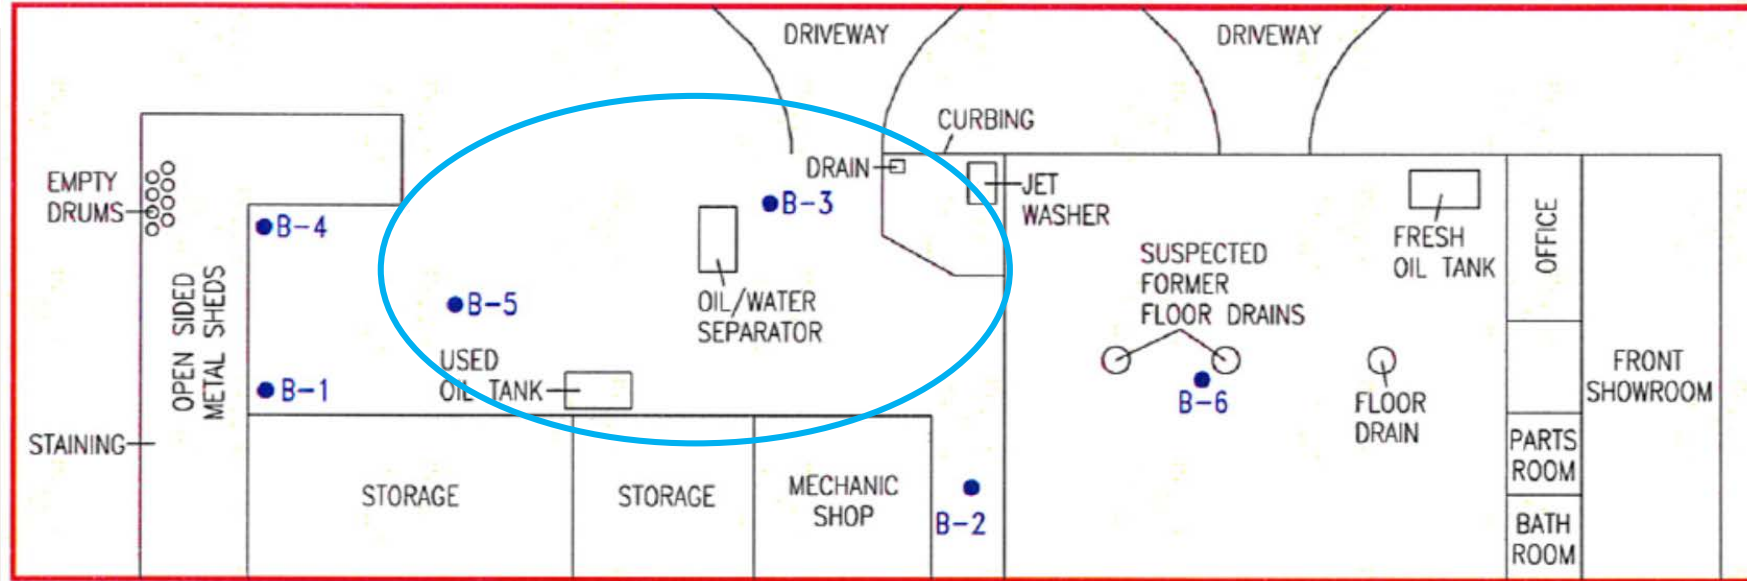 DRIVEWAY
DRIVEWAY
CURBING
DRAIN
JET
WASHER
EMPTY
DRUMS
B-4
B-3
OPEN SIDED
METAL SHEDS
B-5
OIL/WATER
SEPARATOR
USED
OIL TANK
B-1
STAINING
STORAGE
STORAGE
MECHANIC
SHOP
B-2
SUSPECTED
FORMER
FLOOR DRAINS
B-6
FRESH
OIL TANK
FLOOR
DRAIN
OFFICE
PARTS
ROOM
BATH
ROOM
FRONT
SHOWROOM